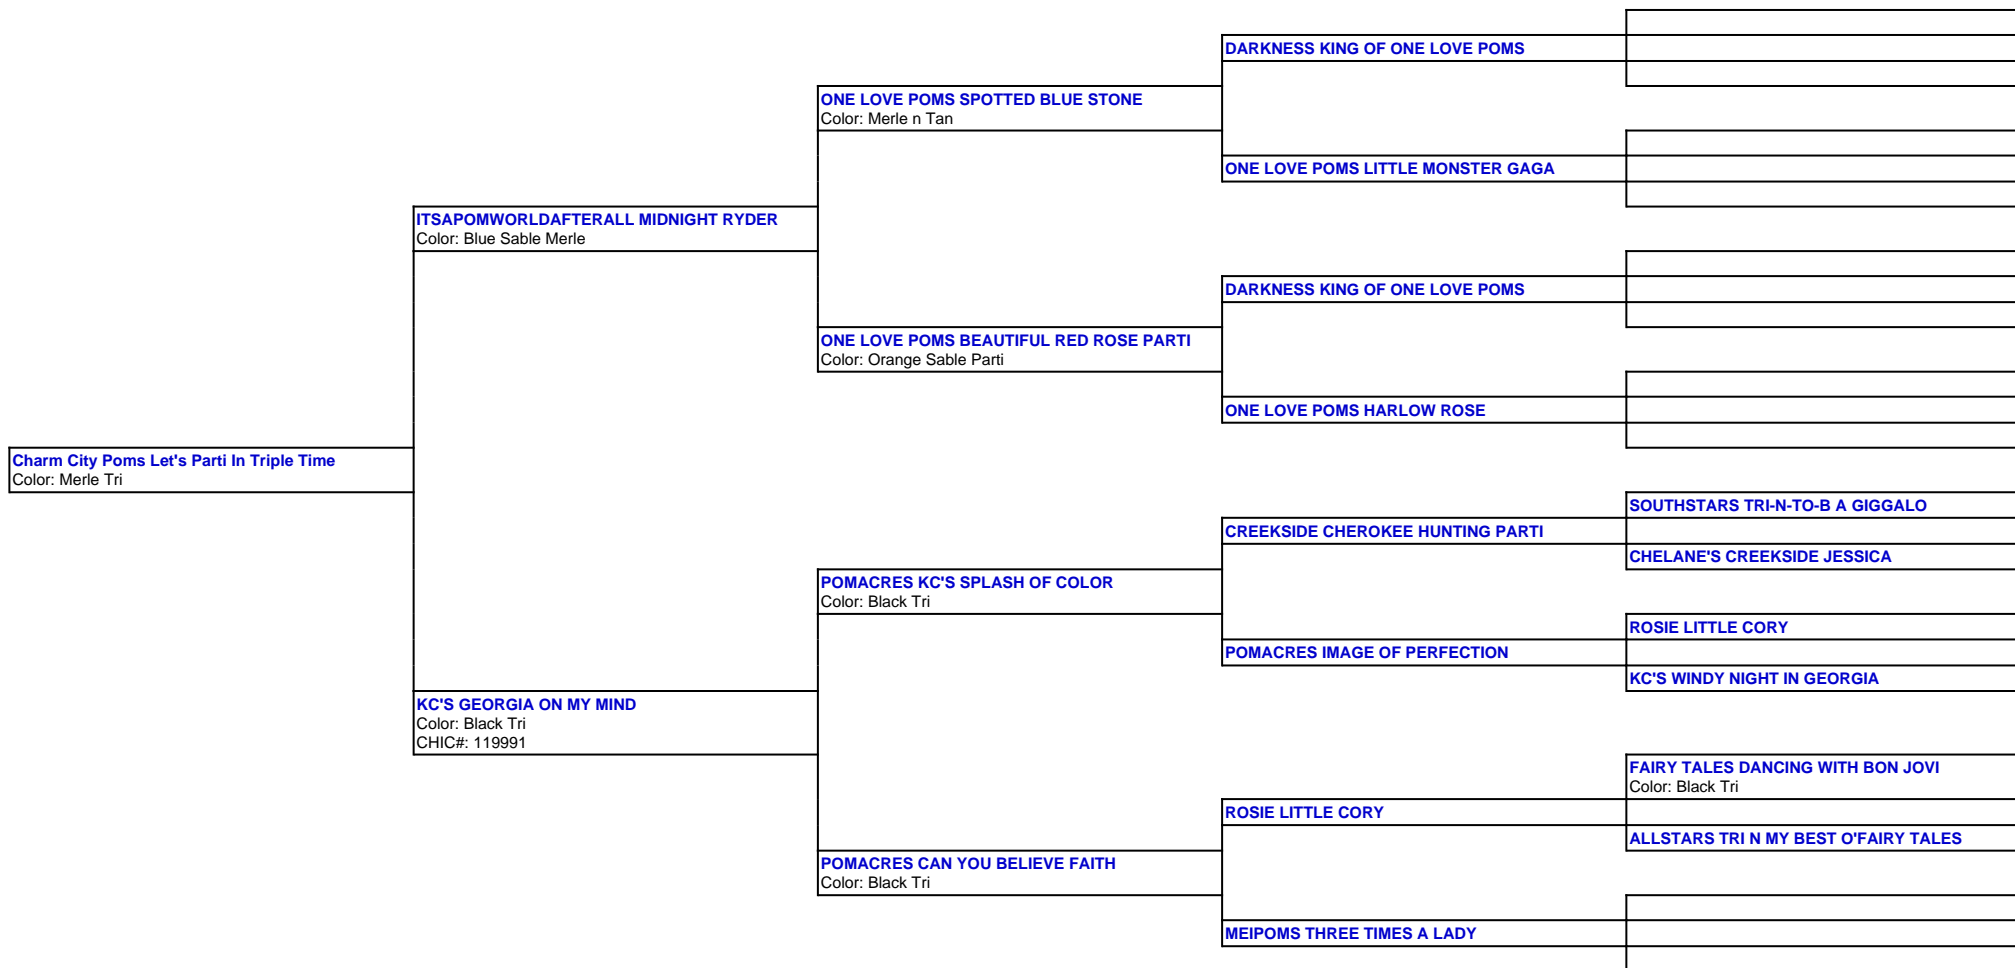 DARKNESS KING OF ONE LOVE POMS
ONE LOVE POMS SPOTTED BLUE STONE
Color: Merle n Tan
ONE LOVE POMS LITTLE MONSTER GAGA
ITSAPOMWORLDAFTERALL MIDNIGHT RYDER
Color: Blue Sable Merle
DARKNESS KING OF ONE LOVE POMS
ONE LOVE POMS BEAUTIFUL RED ROSE PARTI
Color: Orange Sable Parti
ONE LOVE POMS HARLOW ROSE
Charm City Poms Let's Parti In Triple Time
Color: Merle Tri
SOUTHSTARS TRI-N-TO-B A GIGGALO
CREEKSIDE CHEROKEE HUNTING PARTI
CHELANE'S CREEKSIDE JESSICA
POMACRES KC'S SPLASH OF COLOR
Color: Black Tri
ROSIE LITTLE CORY
POMACRES IMAGE OF PERFECTION
KC'S WINDY NIGHT IN GEORGIA
KC'S GEORGIA ON MY MIND
Color: Black Tri
CHIC#: 119991
FAIRY TALES DANCING WITH BON JOVI
Color: Black Tri
ROSIE LITTLE CORY
ALLSTARS TRI N MY BEST O'FAIRY TALES
POMACRES CAN YOU BELIEVE FAITH
Color: Black Tri
MEIPOMS THREE TIMES A LADY